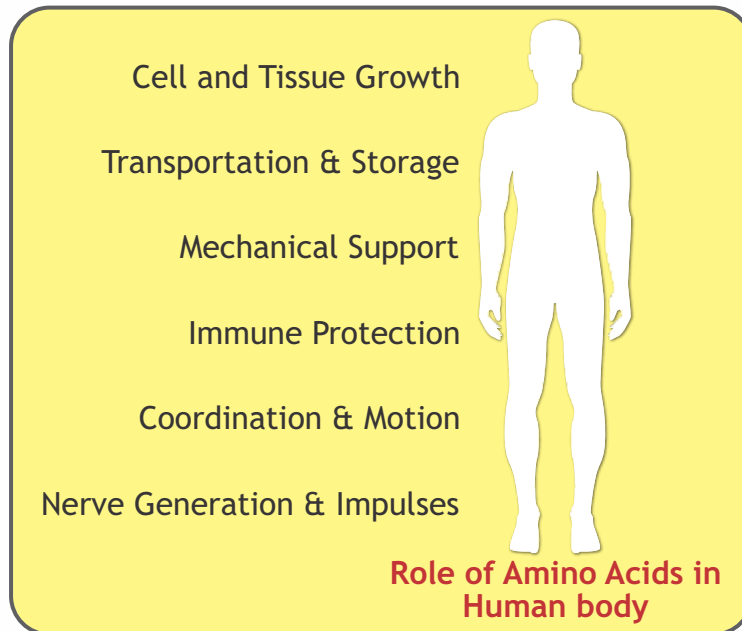 Cell and Tissue Growth
Transportation & Storage
Mechanical Support
Immune Protection
Coordination & Motion
Nerve Generation & Impulses
Role of Amino Acids in
Human body